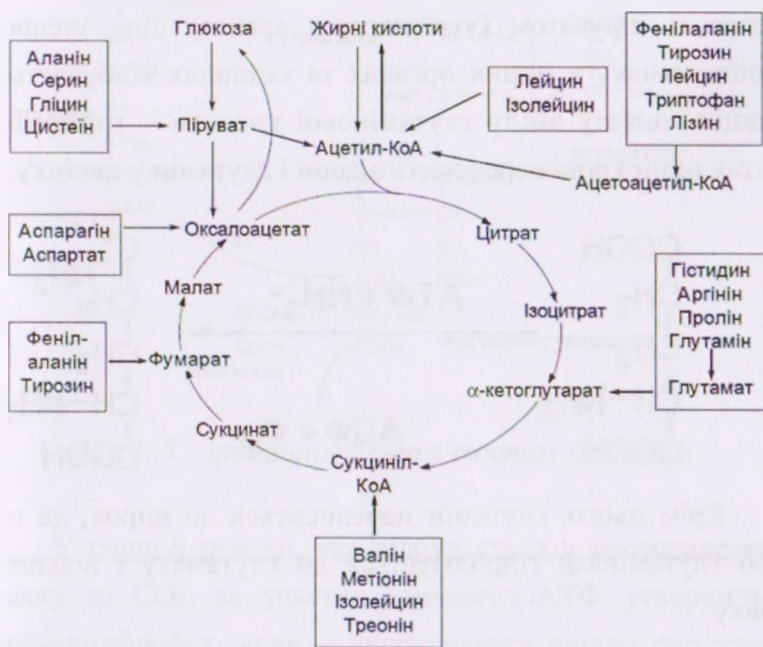 Глюкоза
Жирні кислоти
Аланін
Серин
Гліцин
Цистеїн
Лейцин
Ізолейцин
Фенілаланін
Тирозин
Лейцин
Триптофан
Лізин
Піруват
Ацетил-КоА
Ацетоацетил-КоА
Аспарагін
Аспартат
Оксалоацетат
Цитрат
Малат
Ізоцитрат
Гістидин
Аргінін
Пролін
Глутамін
Глутамат
Феніл-
аланін
Тирозин
Фумарат
α-кетоглутарат
Сукцинат
Сукциніл-
КоА
Валін
Метіонін
Ізолейцин
Треонін